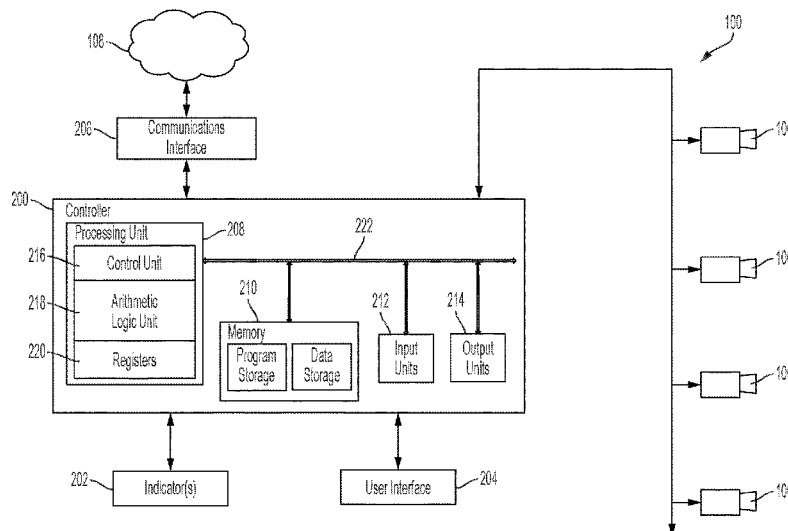 108
100
206
Communications
Interface
200
Controller
Processing Unit
208
222
216
Control Unit
218
Arithmetic
Logic Unit
220
Registers
210
Memory
Program
Storage
Data
Storage
212
Input
Units
214
Output
Units
202
Indicator(s)
User Interface
204
10
10
10
10